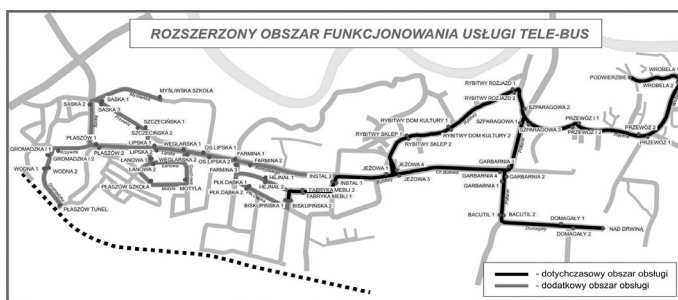 ROZSZERZONY OBSZAR FUNKCJONOWANIA USŁUGI TELE-BUS
MYŚLIWSKA SZKOŁA
SASKA 1
SASKA 2
SASKA 3
SZCZECIŃSKA 1
SZCZECIŃSKA 2
PŁASZÓW 1
PŁASZÓW 2
GROMADZKA I 1
GROMADZKA I 2
WODNA 1
WODNA 2
PŁASZÓW TUNEL
LIPSKA 1
LIPSKA 2
WĘGLARSKA 1
WĘGLARSKA 2
ŁANOWA 1
ŁANOWA 2
PŁASZÓW SZKOŁA
MOTYLA
OS.LIPSKA 1
OS.LIPSKA 2
FARMINA 1
FARMINA 2
FARMINA 3
HEJNAŁ 1
HEJNAŁ 2
PŁK.DĄBKA 1
PŁK.DĄBKA 2
BISKUPIŃSKA 1
BISKUPIŃSKA 2
FABRYKA MEBLI 2
FABRYKA MEBLI 1
INSTAL 2
INSTAL 1
JEŻOWA 1
JEŻOWA 4
JEŻOWA 3
RYBITWY SKLEP 1
RYBITWY SKLEP 2
RYBITWY DOM KULTURY 1
RYBITWY DOM KULTURY 2
RYBITWY ROZJAZD 1
RYBITWY ROZJAZD 2
SZPARAGOWA 1
SZPARAGOWA 3
PRZEWÓZ I 1
PRZEWÓZ I 2
PRZEWÓZ 2
PRZEWÓZ 1
PODWIERZBIE
WROBELA 1
WROBELA 2
GARBARNIA 3
GARBARNIA 4
GARBARNIA 2
GARBARNIA 1
BACUTIL 1
BACUTIL 2
DOMAGAŁY 1
DOMAGAŁY 2
NAD DRWINĄ
Domagały
- dotychczasowy obszar obsługi
- dodatkowy obszar obsługi